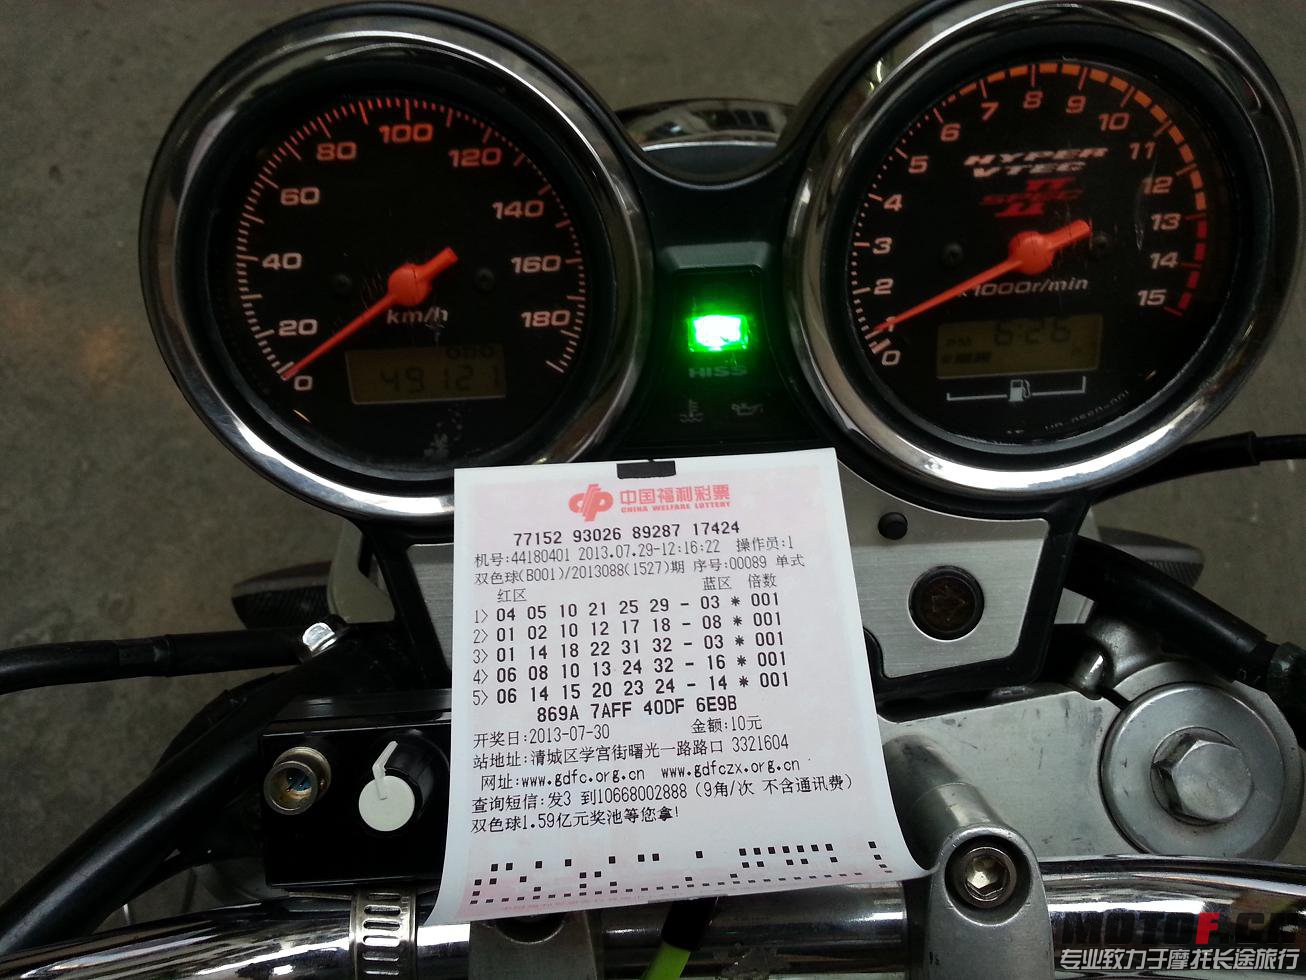 20
40
60
80
100
120
140
160
180
0
km/h
ODO
49121
HISS
0
1
2
3
4
5
6
7
8
9
10
11
12
13
14
15
HYPER
VTEC
SPEC
II
x 1000r/min
PM 6:26
中国福利彩票
CHINA WELFARE LOTTERY
77152 93026 89287 17424
机号:44180401 2013.07.29-12:16:22 操作员:1
双色球(B001)/2013088(1527)期 序号:00089 单式
红区 蓝区 倍数
1> 04 05 10 21 25 29 - 03 * 001
2> 01 02 10 12 17 18 - 08 * 001
3> 01 14 18 22 31 32 - 03 * 001
4> 06 08 10 13 24 32 - 16 * 001
5> 06 14 15 20 23 24 - 14 * 001
869A 7AFF 40DF 6E9B
开奖日:2013-07-30 金额:10元
站地址:清城区学宫街曙光一路路口 3321604
网址:www.gdfc.org.cn www.gdfczx.org.cn
查询短信:发3 到10668002888 (9角/次 不含通讯费)
双色球1.59亿元奖池等您拿!
专业致力于摩托长途旅行